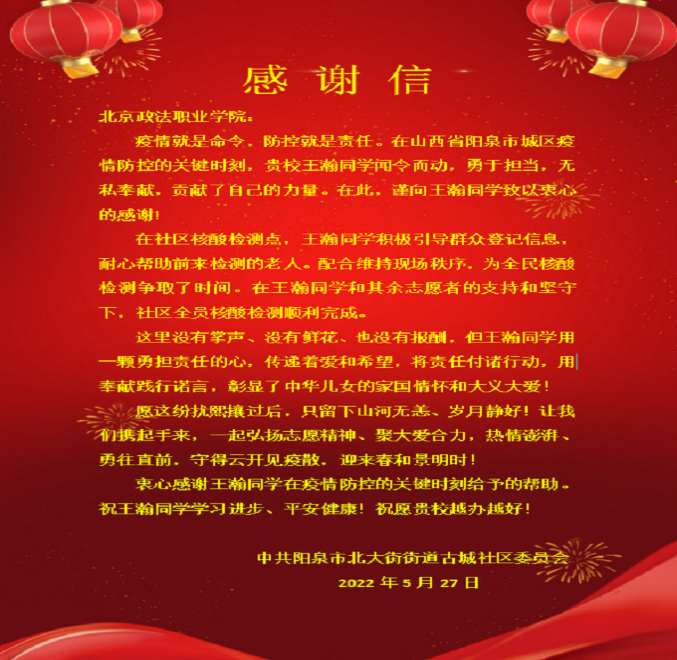 感谢信
北京政法职业学院：
疫情就是命令，防控就是责任。在山西省阳泉市城区疫
情防控的关键时刻，贵校王瀚同学闻令而动，勇于担当，无
私奉献，贡献了自己的力量。在此，谨向王瀚同学致以衷心
的感谢！
在社区核酸检测点，王瀚同学积极引导群众登记信息，
耐心帮助前来检测的老人。配合维持现场秩序，为全民核酸
检测争取了时间。在王瀚同学和其余志愿者的支持和坚守
下，社区全员核酸检测顺利完成。
这里没有掌声、没有鲜花、也没有报酬，但王瀚同学用
一颗勇担责任的心，传递着爱和希望，将责任付诸行动，用
奉献践行诺言，彰显了中华儿女的家国情怀和大义大爱！
愿这纷扰熙攘过后，只留下山河无恙、岁月静好！让我
们携起手来，一起弘扬志愿精神、聚大爱合力，热情澎湃、
勇往直前，守得云开见疫散，迎来春和景明时！
衷心感谢王瀚同学在疫情防控的关键时刻给予的帮助。
祝王瀚同学学习进步、平安健康！祝愿贵校越办越好！
中共阳泉市北大街街道古城社区委员会
2022 年 5 月 27 日